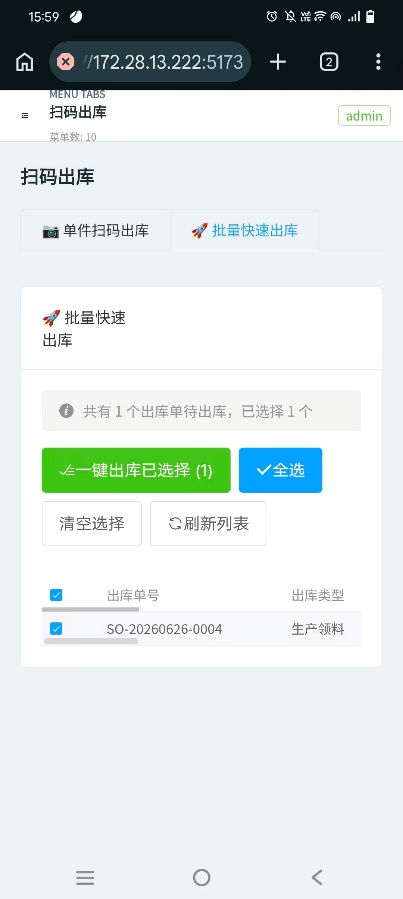 15:59
//172.28.13.222:5173
2
MENU TABS
扫码出库
菜单数: 10
admin
扫码出库
单件扫码出库
批量快速出库
批量快速
出库
共有 1 个出库单待出库，已选择 1 个
一键出库已选择 (1)
全选
清空选择
刷新列表
出库单号 出库类型
SO-20260626-0004 生产领料